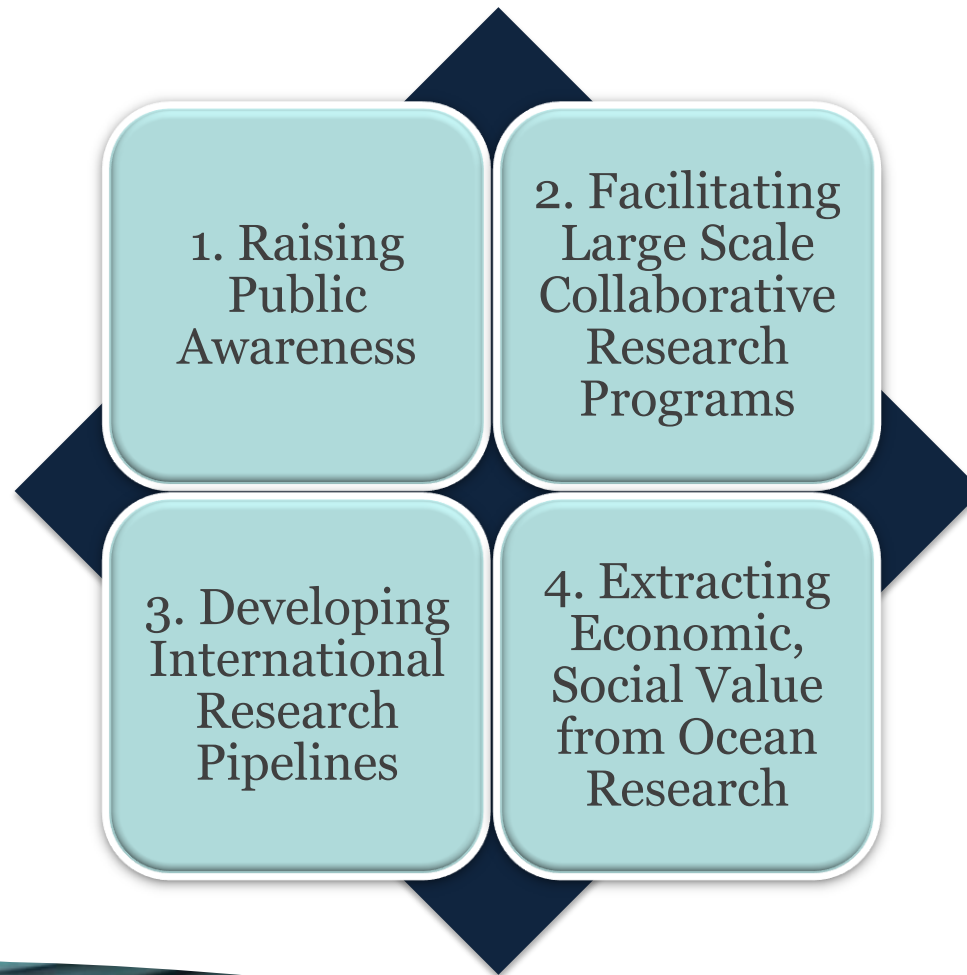 1. Raising
Public
Awareness
2. Facilitating
Large Scale
Collaborative
Research
Programs
3. Developing
International
Research
Pipelines
4. Extracting
Economic,
Social Value
from Ocean
Research